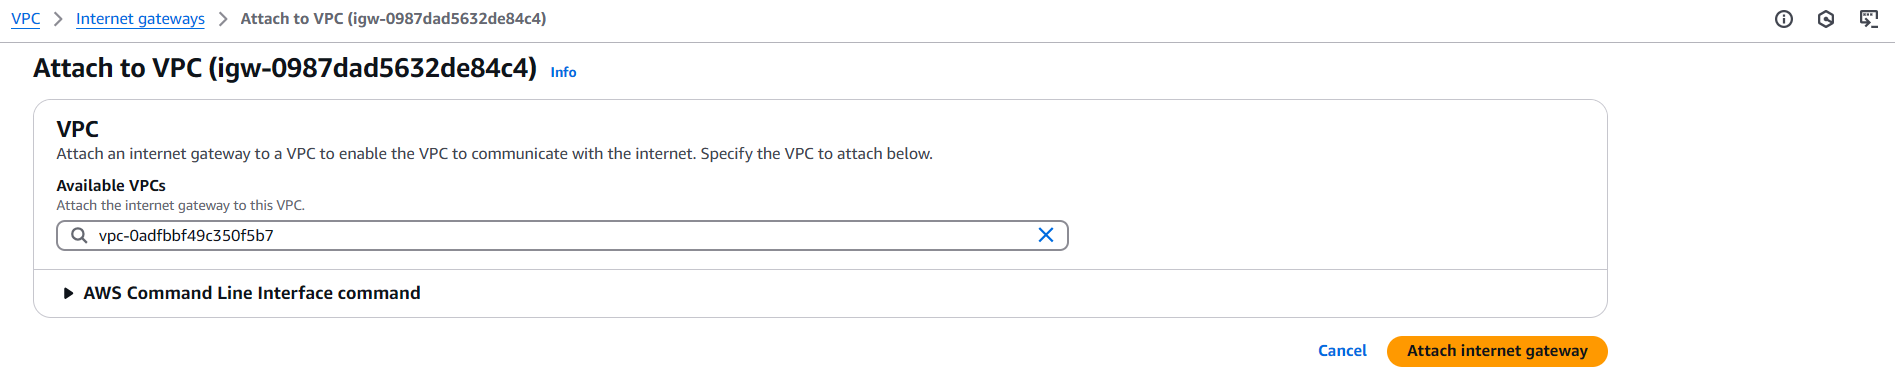 VPC > Internet gateways > Attach to VPC (igw-0987dad5632de84c4)
Attach to VPC (igw-0987dad5632de84c4) Info
VPC
Attach an internet gateway to a VPC to enable the VPC to communicate with the internet. Specify the VPC to attach below.
Available VPCs
Attach the internet gateway to this VPC.
vpc-0adfbbf49c350f5b7
AWS Command Line Interface command
Cancel Attach internet gateway